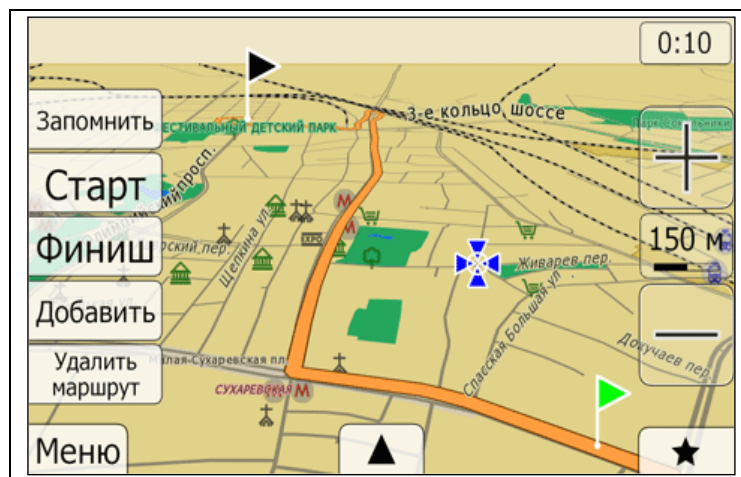 0:10
3-е кольцо шоссе
Запомнить
ДЕТСКИЙ ПАРК
Старт
Финиш
150 м
Щепкина ул.
EXPO
Живарев пер.
Добавить
Спасская Большая ул
Докучаев пер.
Удалить
маршрут
Малая Сухаревская пл
СУХАРЕВСКАЯ М
Меню